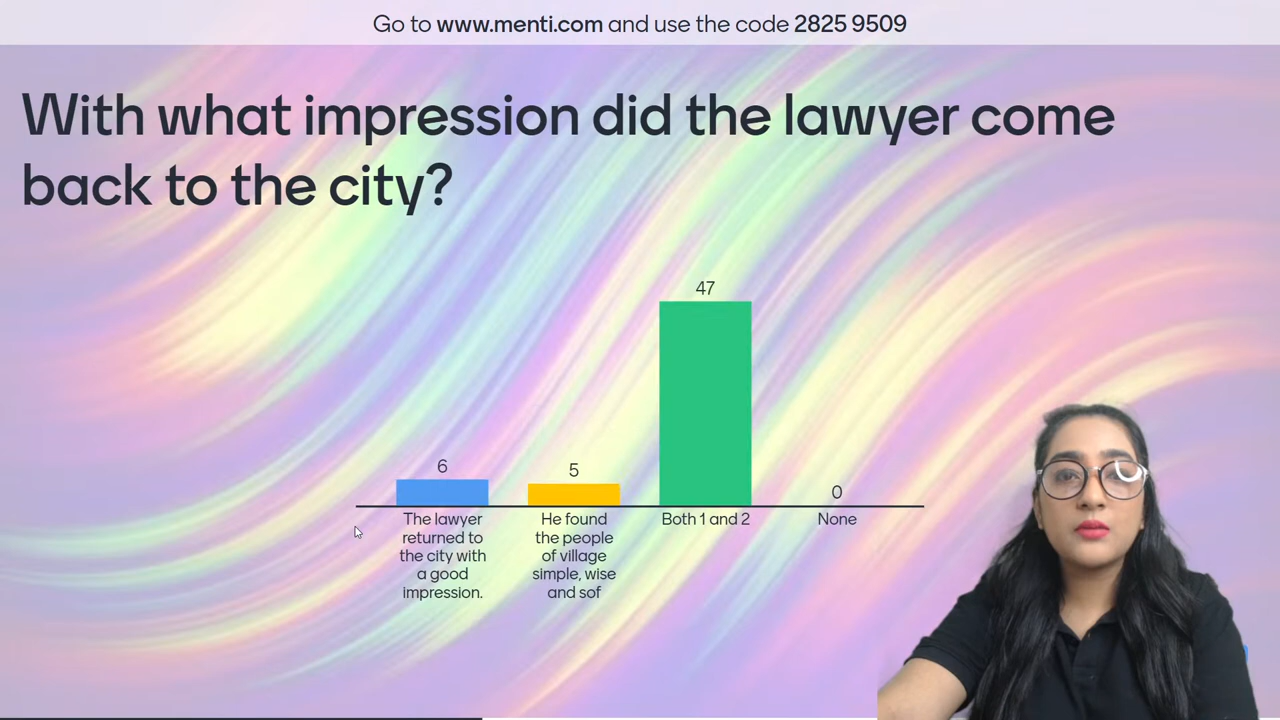 Go to www.menti.com and use the code 2825 9509
With what impression did the lawyer come
back to the city?
47
6
5
0
The lawyer
returned to
the city with
a good
impression.
He found
the people
of village
simple, wise
and sof
Both 1 and 2
None